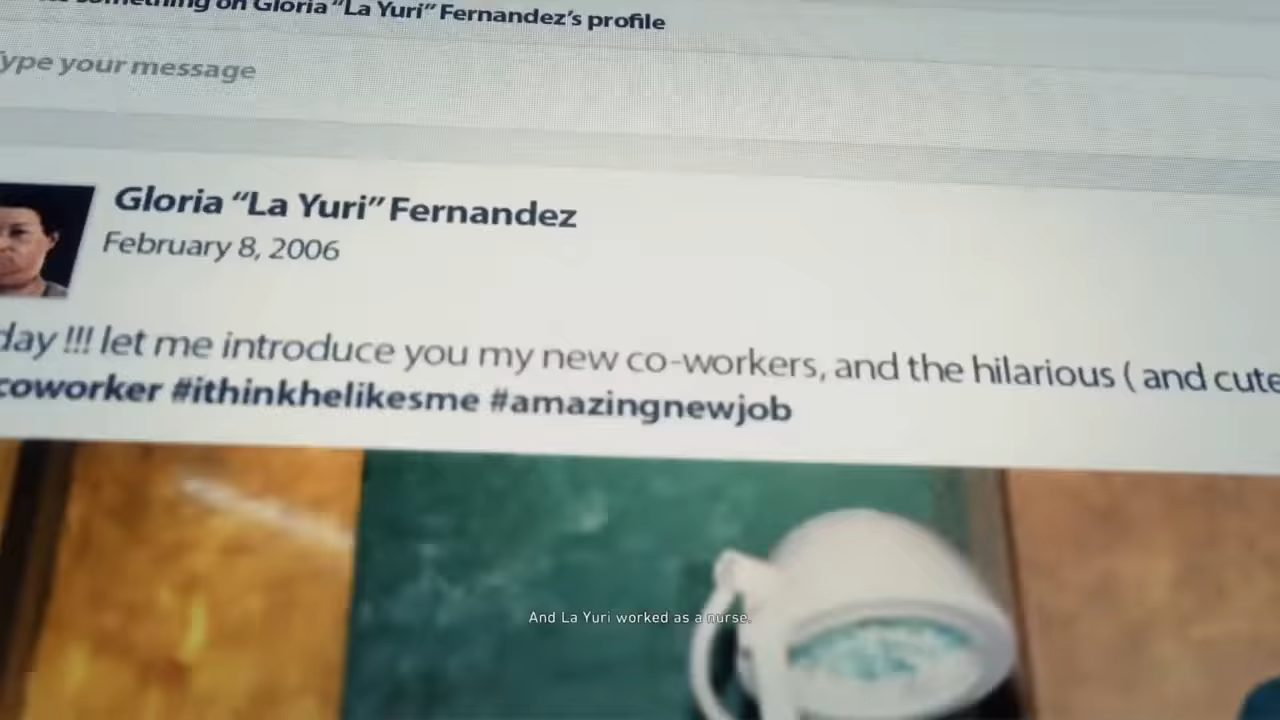 something on Gloria “La Yuri” Fernandez’s profile
Type your message
Gloria “La Yuri” Fernandez
February 8, 2006
day !!! let me introduce you my new co-workers, and the hilarious ( and cute
coworker #ithinkhelikesme #amazingnewjob
And La Yuri worked as a nurse.